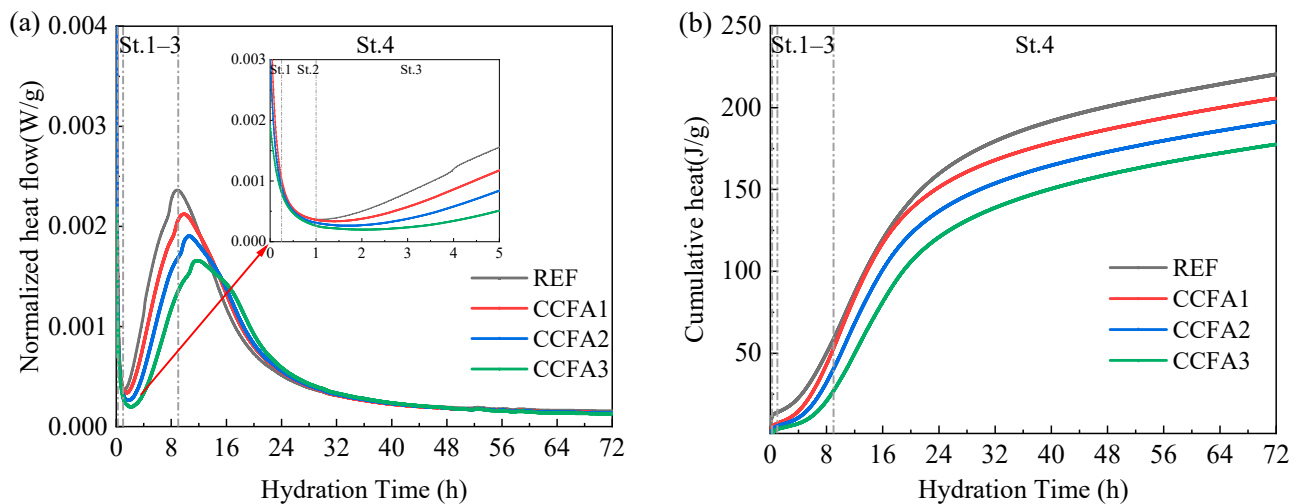 (a)
0.004
0.003
0.002
0.001
0.000
Normalized heat flow(W/g)
St.1–3
St.4
0.003
0.002
0.001
0.000
St.1
St.2
St.3
0 1 2 3 4 5
REF
CCFA1
CCFA2
CCFA3
0 8 16 24 32 40 48 56 64 72
Hydration Time (h)
(b)
250
200
150
100
50
Cumulative heat(J/g)
St.1–3
St.4
REF
CCFA1
CCFA2
CCFA3
0 8 16 24 32 40 48 56 64 72
Hydration Time (h)